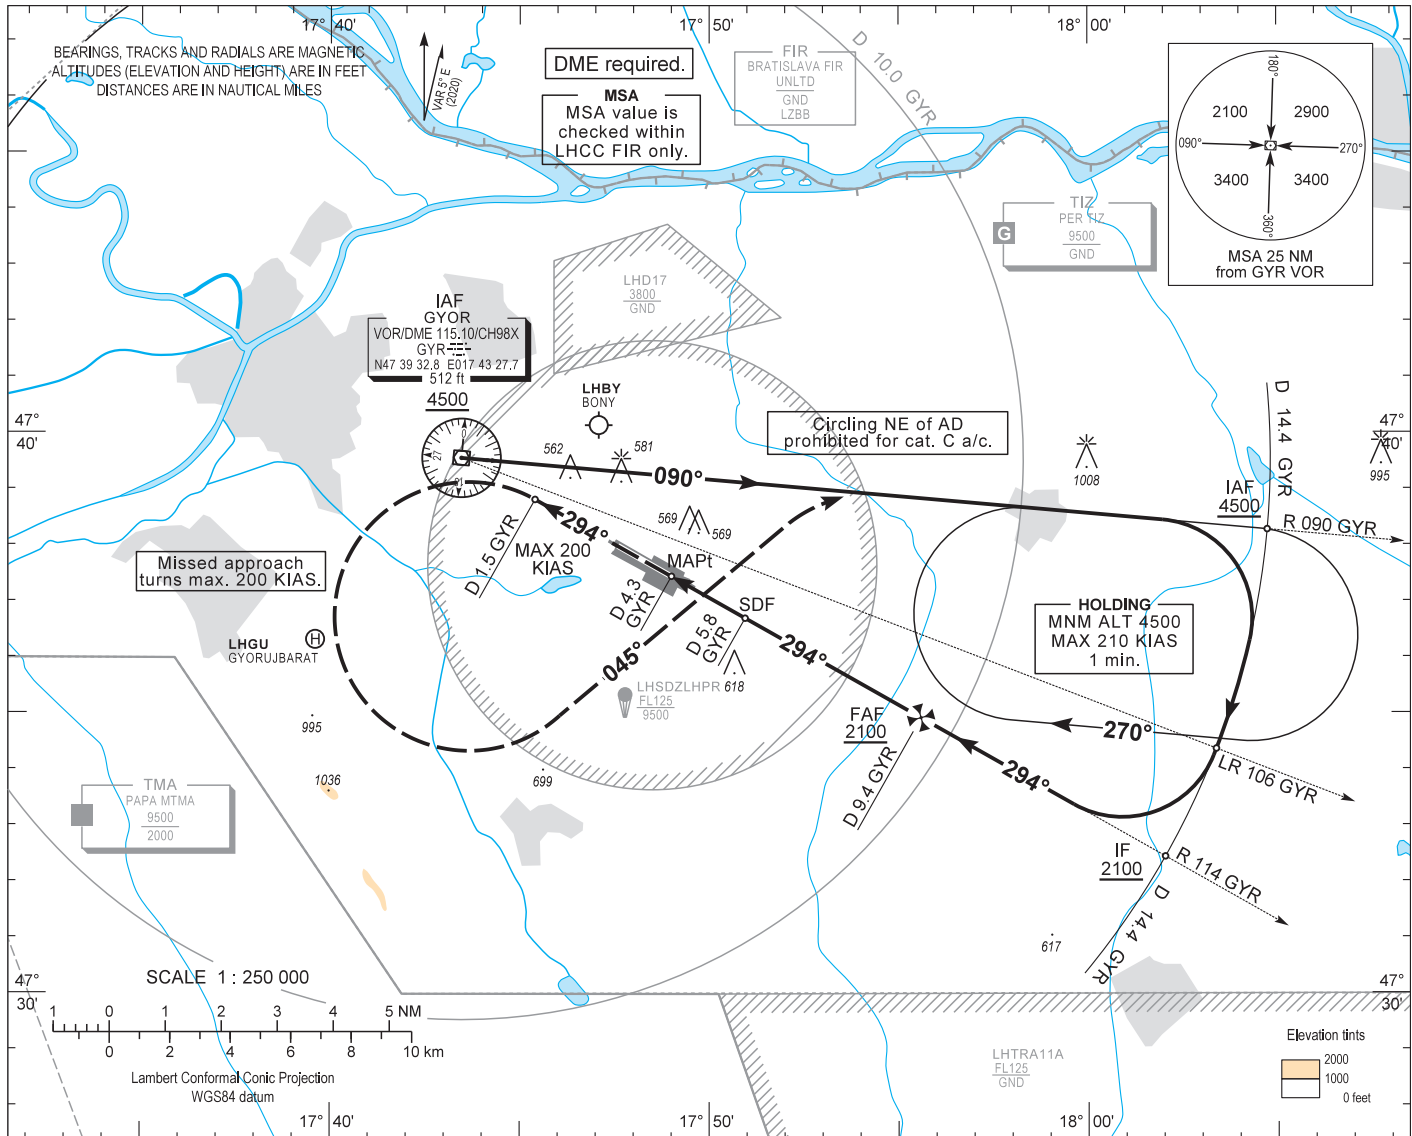 17° 40'
17° 50'
18° 00'
BEARINGS, TRACKS AND RADIALS ARE MAGNETIC
ALTITUDES (ELEVATION AND HEIGHT) ARE IN FEET
DISTANCES ARE IN NAUTICAL MILES
VAR 5° E
(2020)
DME required.
MSA
MSA value is
checked within
LHCC FIR only.
FIR
BRATISLAVA FIR
UNLTD
GND
LZBB
D 10.0 GYR
180°
2100
2900
090°
270°
3400
3400
360°
MSA 25 NM
from GYR VOR
TIZ
PER TIZ
9500
GND
G
LHD17
3800
GND
IAF
GYOR
VOR/DME 115.10/CH98X
GYR
N47 39 32.8 E017 43 27.7
512 ft
4500
LHBY
BONY
Circling NE of AD
prohibited for cat. C a/c.
47°
40'
47°
40'
0
27
18
562
581
090°
1008
995
D 14.4 GYR
IAF
4500
R 090 GYR
D 1.5 GYR
294°
569
569
MAX 200
KIAS
MAPt
Missed approach
turns max. 200 KIAS.
D 4.3
GYR
SDF
D 5.8
GYR
HOLDING
MNM ALT 4500
MAX 210 KIAS
1 min.
LHGU
GYORUJBARAT
H
045°
294°
618
LHSDZLHPR
FL125
9500
FAF
2100
270°
995
D 9.4 GYR
294°
LR 106 GYR
1036
699
TMA
PAPA MTMA
9500
2000
IF
2100
R 114 GYR
D 14.4 GYR
617
SCALE 1 : 250 000
47°
30'
47°
30'
1 0 1 2 3 4 5 NM
0 2 4 6 8 10 km
Lambert Conformal Conic Projection
WGS84 datum
LHTRA11A
FL125
GND
Elevation tints
2000
1000
0 feet
17° 40'
17° 50'
18° 00'